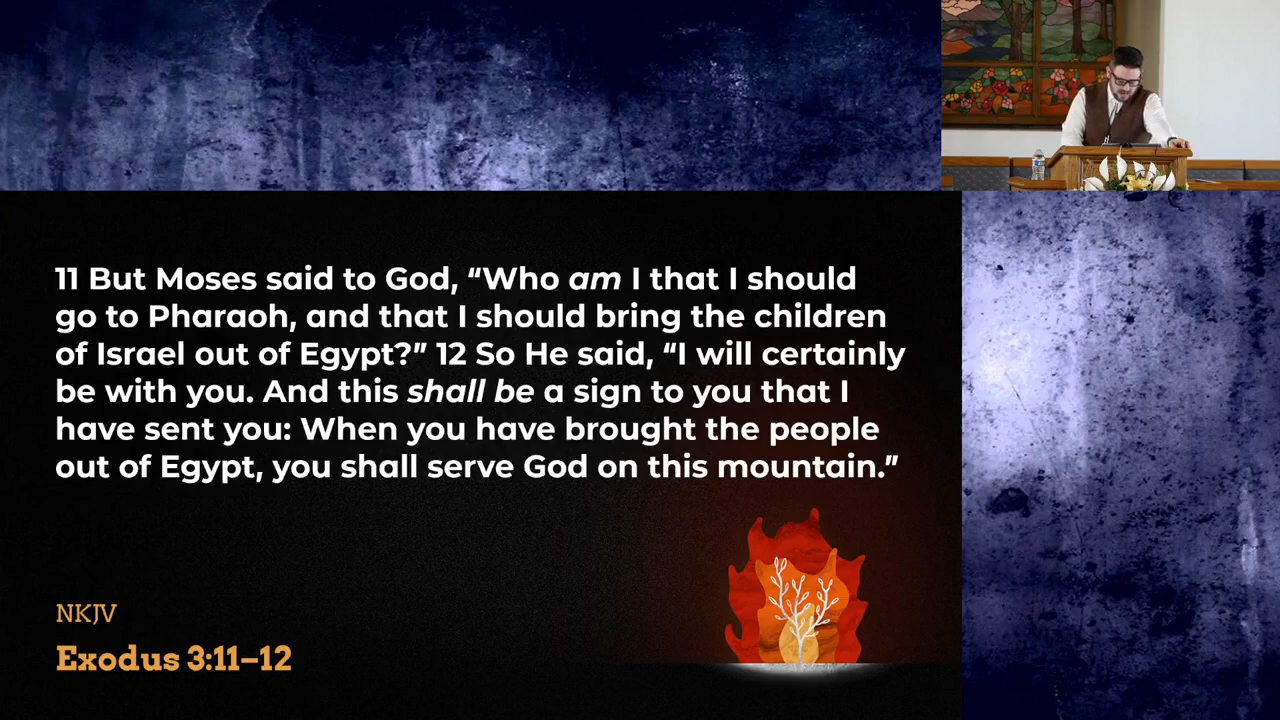 11 But Moses said to God, “Who am I that I should
go to Pharaoh, and that I should bring the children
of Israel out of Egypt?” 12 So He said, “I will certainly
be with you. And this shall be a sign to you that I
have sent you: When you have brought the people
out of Egypt, you shall serve God on this mountain.”
NKJV
Exodus 3:11–12